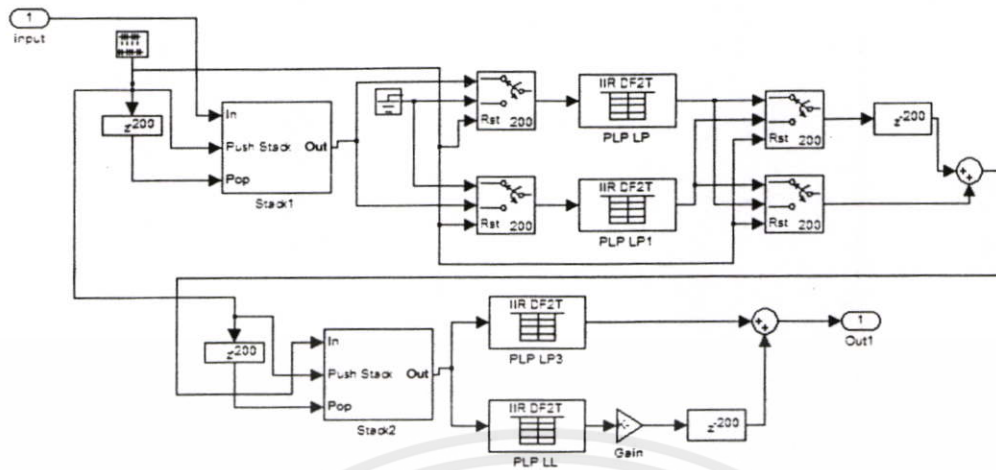 1
input
z-200
In
Push Stack
Out
Pop
Stack1
Rst
200
Rst
200
IIR DF2T
PLP LP
IIR DF2T
PLP LP1
Rst
200
Rst
200
z-200
z-200
In
Push Stack
Out
Pop
Stack2
IIR DF2T
PLP LP3
IIR DF2T
PLP LL
Gain
z-200
1
Out1